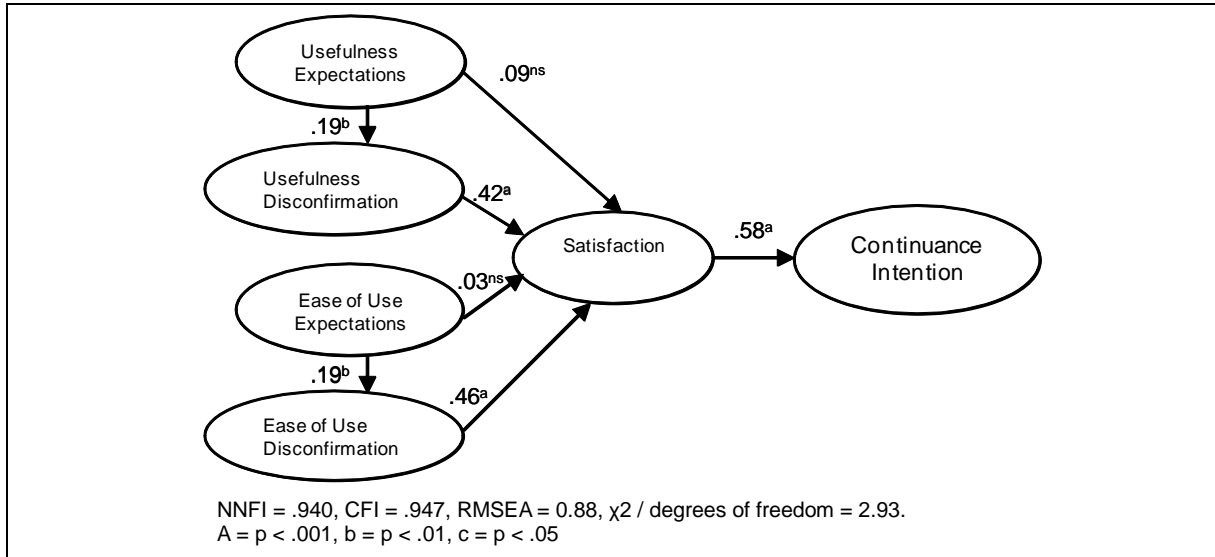 Usefulness
Expectations
.09ns
.19b
Usefulness
Disconfirmation
.42a
Satisfaction
.58a
Continuance
Intention
Ease of Use
Expectations
.03ns
.19b
.46a
Ease of Use
Disconfirmation
NNFI = .940, CFI = .947, RMSEA = 0.88, χ2 / degrees of freedom = 2.93.
A = p < .001, b = p < .01, c = p < .05